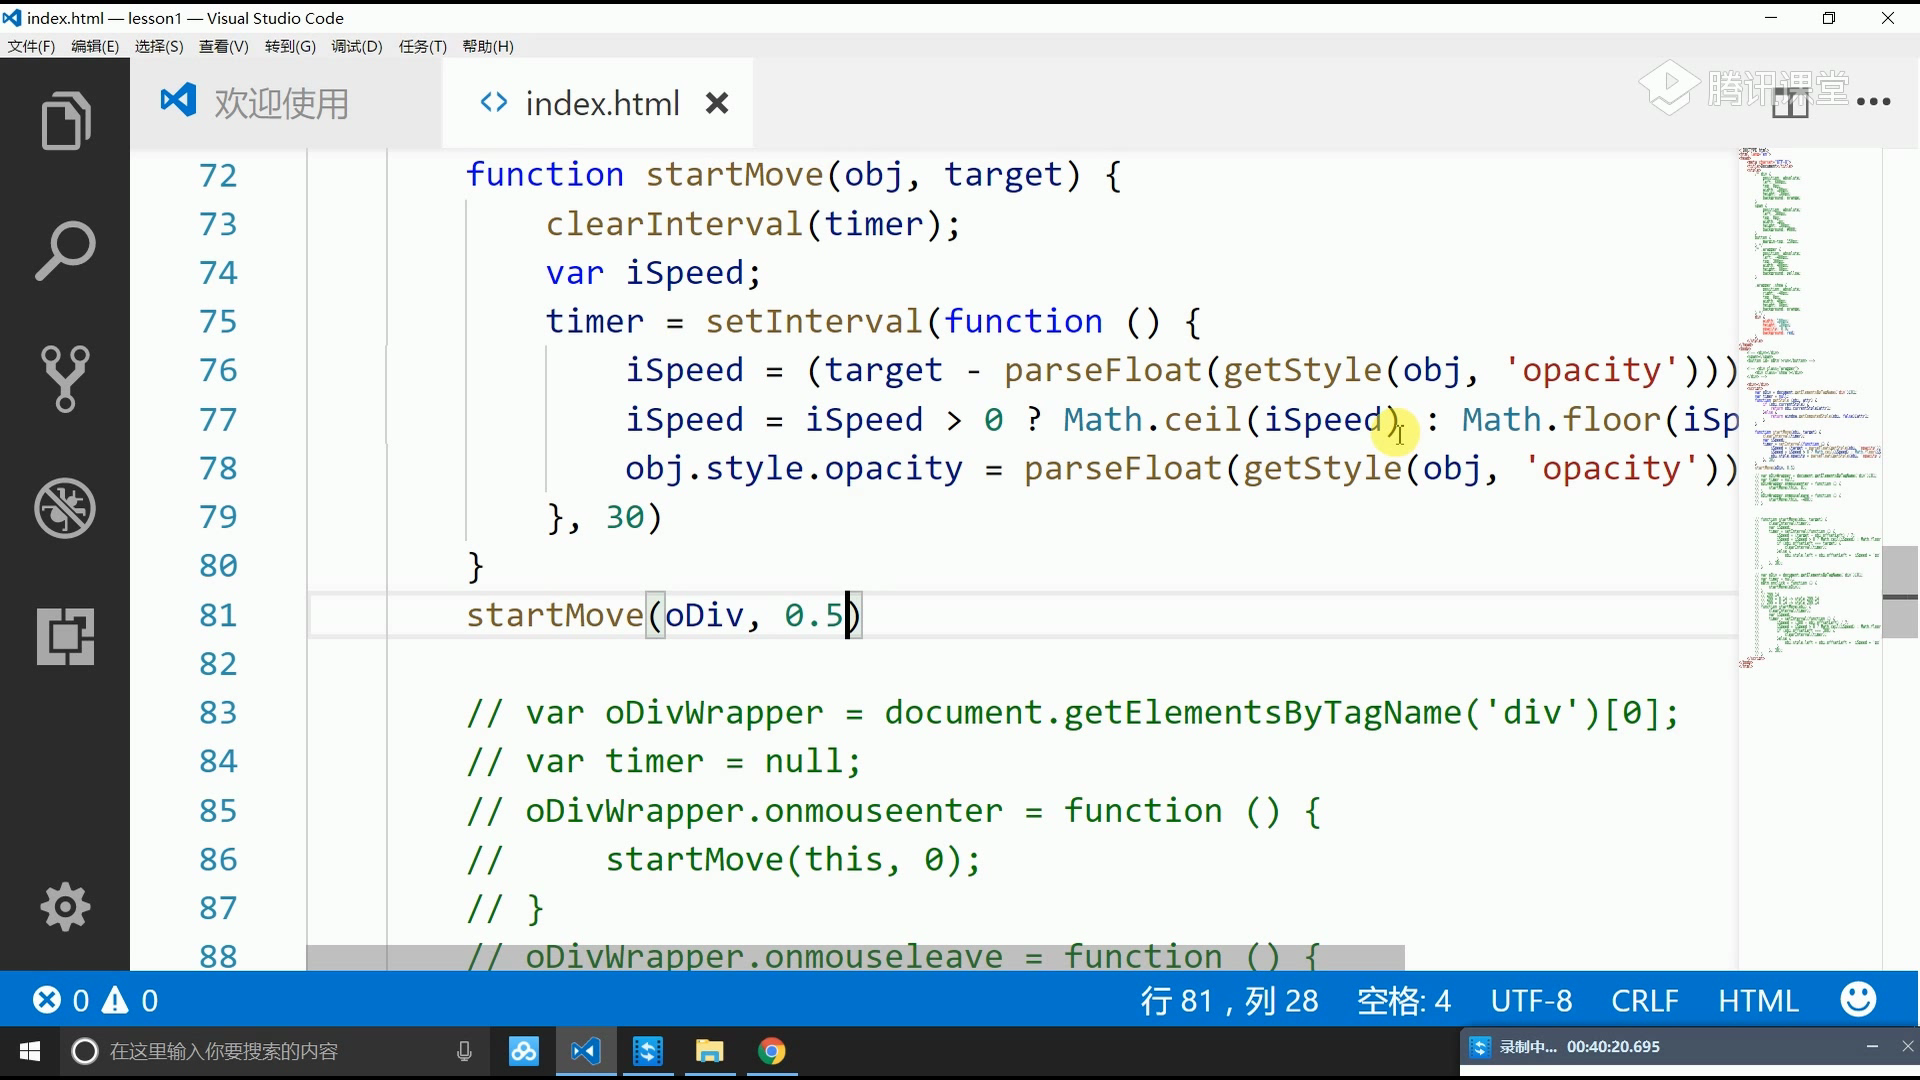 index.html — lesson1 — Visual Studio Code
文件(F) 编辑(E) 选择(S) 查看(V) 转到(G) 调试(D) 任务(T) 帮助(H)
欢迎使用 index.html
腾讯课堂
72 function startMove(obj, target) {
73 clearInterval(timer);
74 var iSpeed;
75 timer = setInterval(function () {
76 iSpeed = (target - parseFloat(getStyle(obj, 'opacity')))
77 iSpeed = iSpeed > 0 ? Math.ceil(iSpeed) : Math.floor(iSp
78 obj.style.opacity = parseFloat(getStyle(obj, 'opacity'))
79 }, 30)
80 }
81 startMove(oDiv, 0.5)
82
83 // var oDivWrapper = document.getElementsByTagName('div')[0];
84 // var timer = null;
85 // oDivWrapper.onmouseenter = function () {
86 // startMove(this, 0);
87 // }
88 // oDivWrapper.onmouseleave = function () {
0 0 行 81，列 28 空格: 4 UTF-8 CRLF HTML
在这里输入你要搜索的内容
录制中... 00:40:20.695